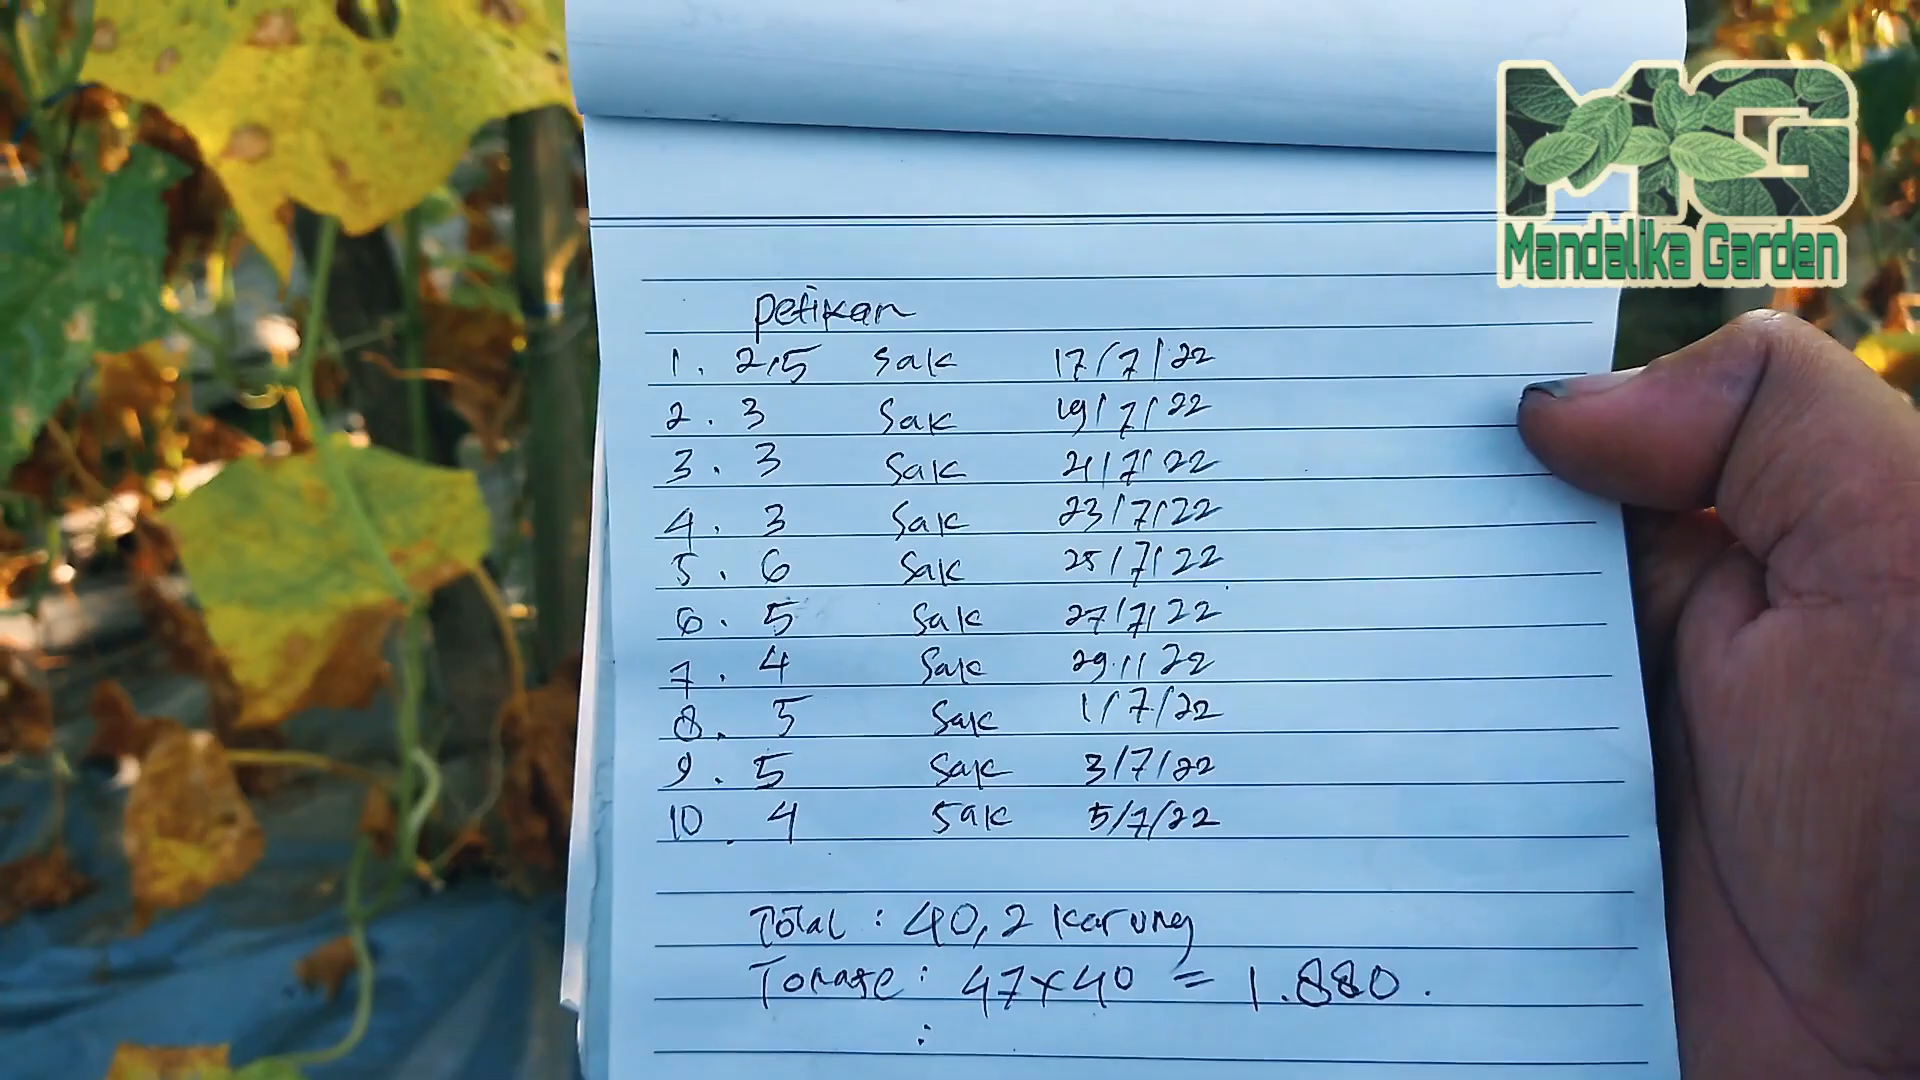 MG
Mandalika Garden
petikan
1. 2,5 sak 17/7/22
2. 3 sak 19/7/22
3. 3 sak 21/7/22
4. 3 sak 23/7/22
5. 6 sak 25/7/22
6. 5 sak 27/7/22
7. 4 sak 29/7/22
8. 5 sak 1/7/22
9. 5 sak 3/7/22
10. 4 sak 5/7/22
Total : 40,2 karung
Tonase : 47x40 = 1.880.
: